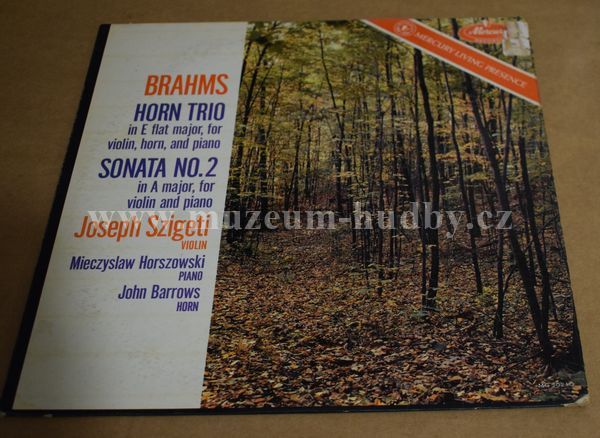 BRAHMS
HORN TRIO
in E flat major, for
violin, horn, and piano
SONATA NO.2
in A major, for
violin and piano
Joseph Szigeti
VIOLIN
Mieczyslaw Horszowski
PIANO
John Barrows
HORN
MERCURY LIVING PRESENCE
Mercury
www.muzeum-hudby.cz